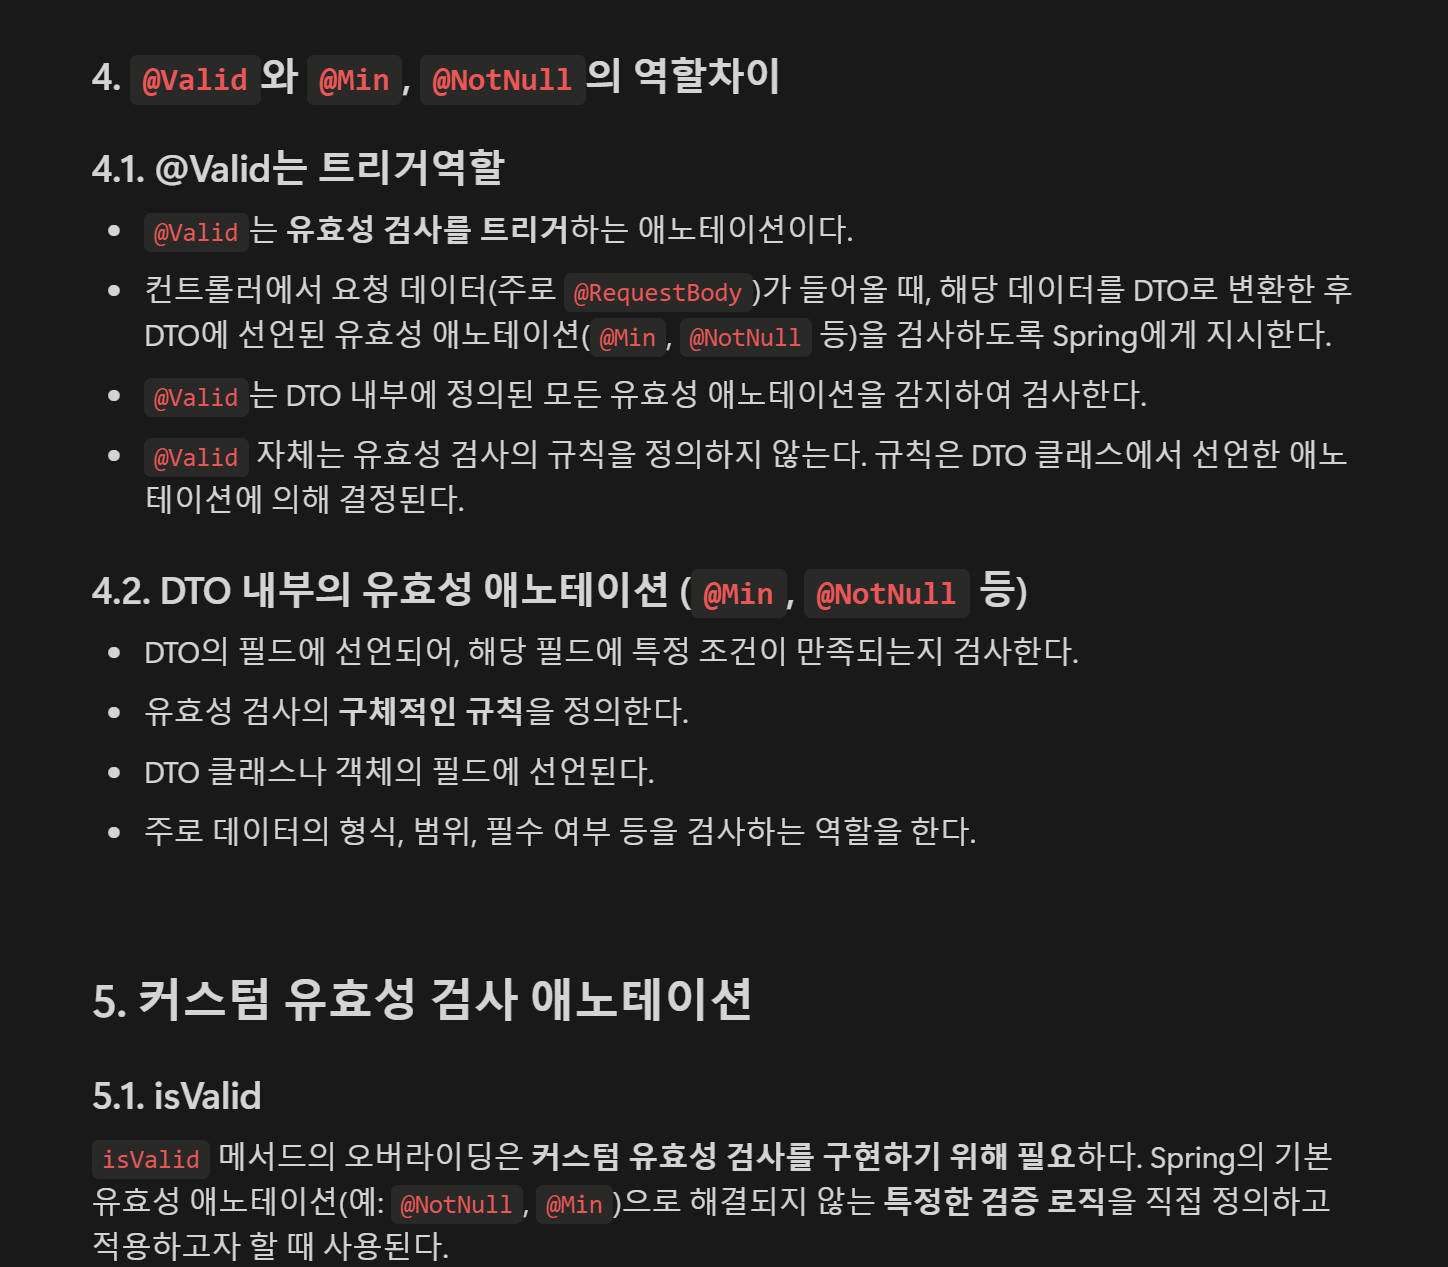 4. @Valid와 @Min, @NotNull의 역할차이
4.1. @Valid는 트리거역할
@Valid는 유효성 검사를 트리거하는 애노테이션이다.
컨트롤러에서 요청 데이터(주로 @RequestBody)가 들어올 때, 해당 데이터를 DTO로 변환한 후
DTO에 선언된 유효성 애노테이션(@Min, @NotNull 등)을 검사하도록 Spring에게 지시한다.
@Valid는 DTO 내부에 정의된 모든 유효성 애노테이션을 감지하여 검사한다.
@Valid 자체는 유효성 검사의 규칙을 정의하지 않는다. 규칙은 DTO 클래스에서 선언한 애노
테이션에 의해 결정된다.
4.2. DTO 내부의 유효성 애노테이션 (@Min, @NotNull 등)
DTO의 필드에 선언되어, 해당 필드에 특정 조건이 만족되는지 검사한다.
유효성 검사의 구체적인 규칙을 정의한다.
DTO 클래스나 객체의 필드에 선언된다.
주로 데이터의 형식, 범위, 필수 여부 등을 검사하는 역할을 한다.
5. 커스텀 유효성 검사 애노테이션
5.1. isValid
isValid 메서드의 오버라이딩은 커스텀 유효성 검사를 구현하기 위해 필요하다. Spring의 기본
유효성 애노테이션(예: @NotNull, @Min)으로 해결되지 않는 특정한 검증 로직을 직접 정의하고
적용하고자 할 때 사용된다.